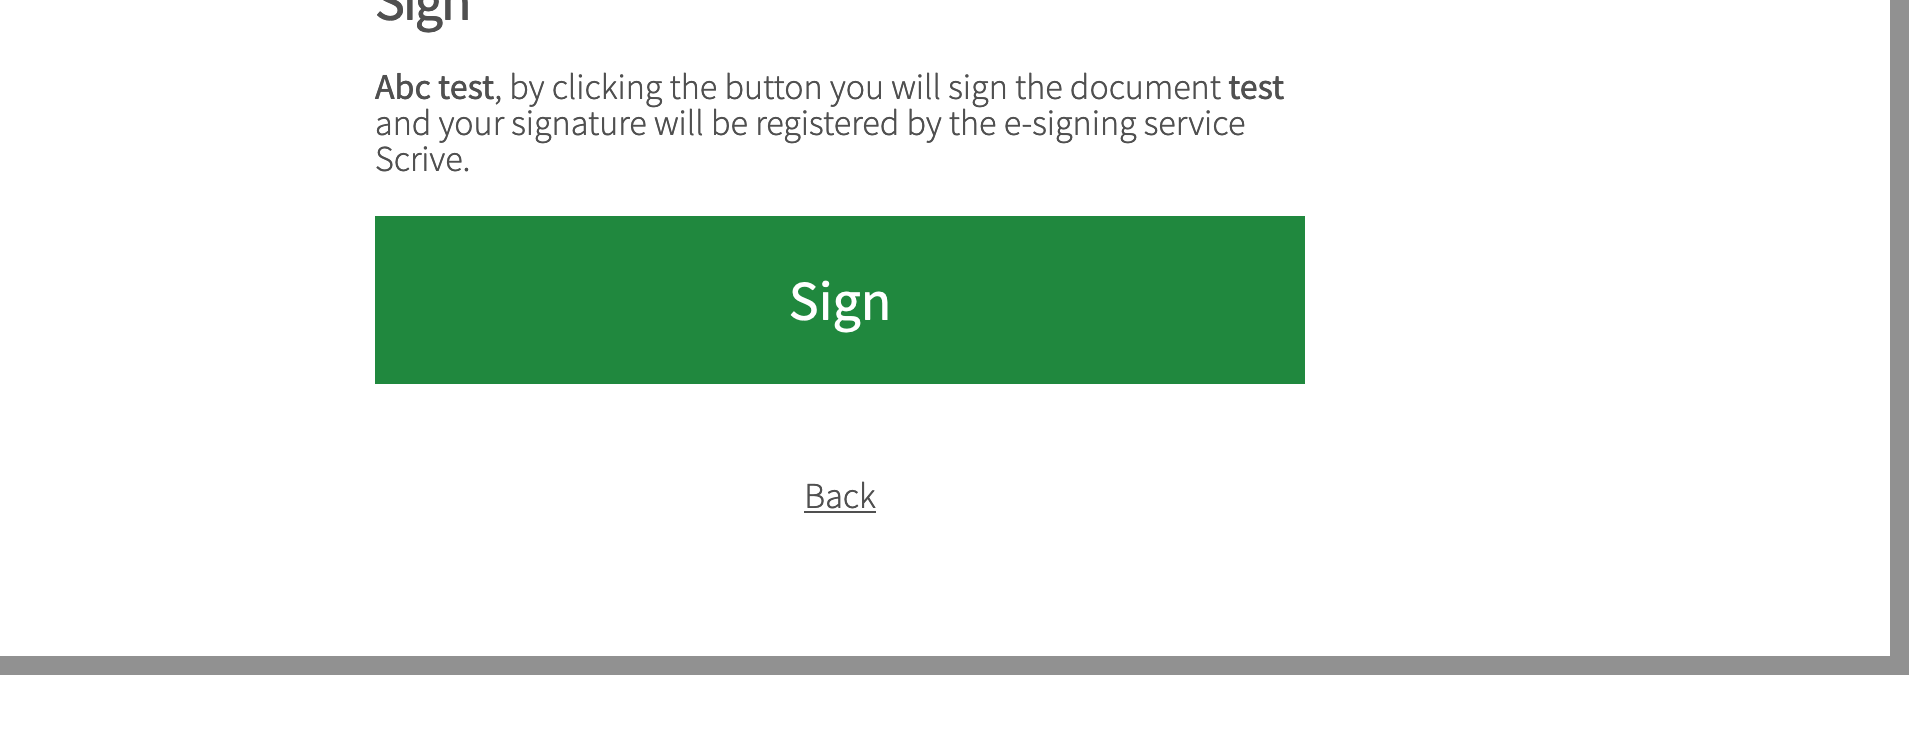 Sign
Abc test, by clicking the button you will sign the document test
and your signature will be registered by the e-signing service
Scrive.
Sign
Back